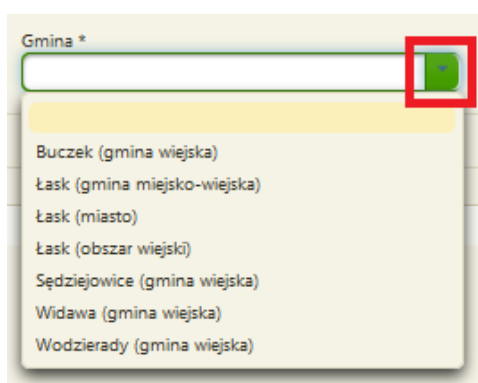 Gmina *
Buczek (gmina wiejska)
Łask (gmina miejsko-wiejska)
Łask (miasto)
Łask (obszar wiejski)
Sędziejowice (gmina wiejska)
Widawa (gmina wiejska)
Wodzierady (gmina wiejska)